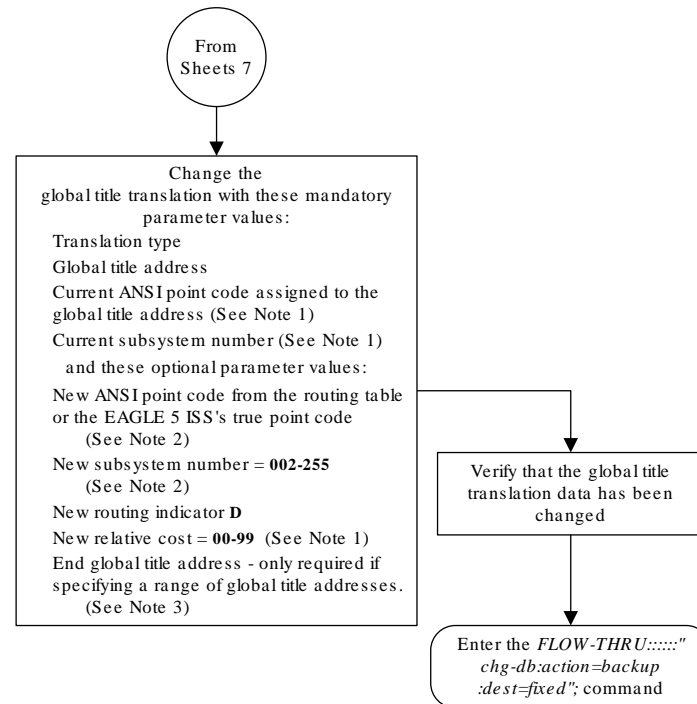 From
Sheets 7
Change the
global title translation with these mandatory
parameter values:
Translation type
Global title address
Current ANSI point code assigned to the
global title address (See Note 1)
Current subsystem number (See Note 1)
and these optional parameter values:
New ANSI point code from the routing table
or the EAGLE 5 ISS's true point code
(See Note 2)
New subsystem number = 002-255
(See Note 2)
New routing indicator D
New relative cost = 00-99 (See Note 1)
End global title address - only required if
specifying a range of global title addresses.
(See Note 3)
Verify that the global title
translation data has been
changed
Enter the FLOW-THRU::::::"
chg-db:action=backup
:dest=fixed"; command